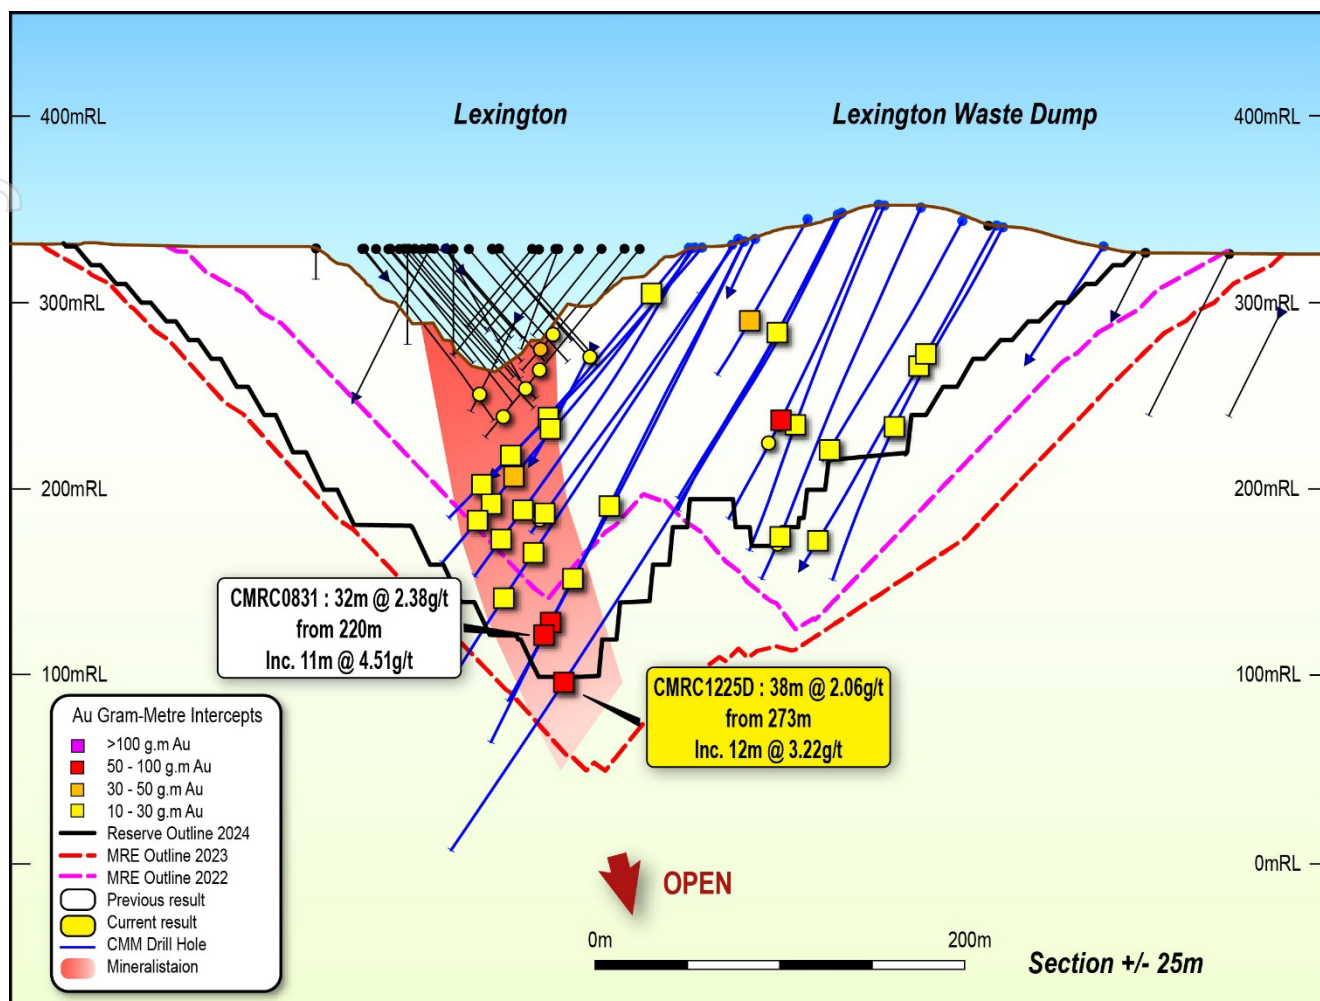 Lexington
Lexington Waste Dump
400mRL
400mRL
300mRL
300mRL
200mRL
200mRL
100mRL
100mRL
0mRL
CMRC0831 : 32m @ 2.38g/t
from 220m
Inc. 11m @ 4.51g/t
CMRC1225D : 38m @ 2.06g/t
from 273m
Inc. 12m @ 3.22g/t
Au Gram-Metre Intercepts
>100 g.m Au
50 - 100 g.m Au
30 - 50 g.m Au
10 - 30 g.m Au
Reserve Outline 2024
MRE Outline 2023
MRE Outline 2022
Previous result
Current result
CMM Drill Hole
Mineralistaion
OPEN
0m
200m
Section +/- 25m